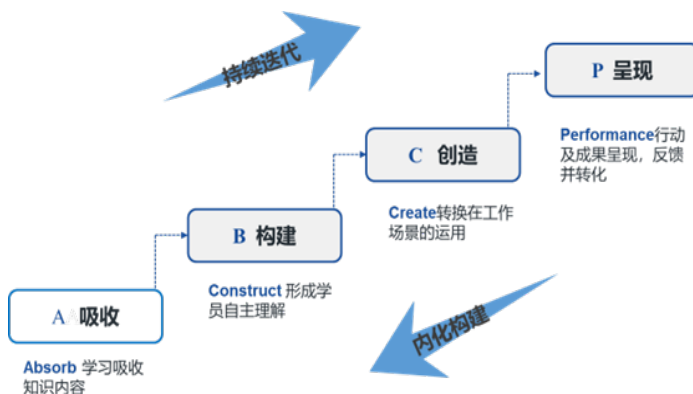 持续迭代
P 呈现
Performance行动
及成果呈现，反馈
并转化
C 创造
Create转换在工作
场景的运用
B 构建
Construct 形成学
员自主理解
内化构建
A 吸收
Absorb 学习吸收
知识内容